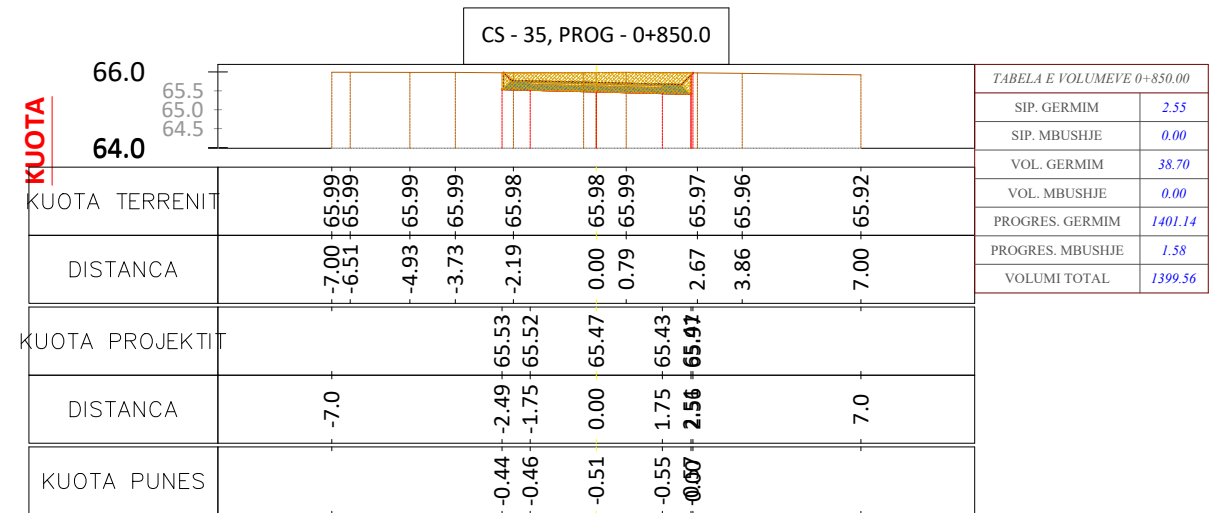 CS - 35, PROG - 0+850.0
66.0
65.5
65.0
64.5
64.0
KUOTA
KUOTA TERRENIT 65.99 65.99 65.99 65.99 65.98 65.98 65.99 65.97 65.96 65.92
DISTANCA -7.00 -6.51 -4.93 -3.73 -2.19 0.00 0.79 2.67 3.86 7.00
KUOTA PROJEKTIT 65.53 65.52 65.47 65.43
DISTANCA -7.0 -2.49 -1.75 0.00 1.75 7.0
KUOTA PUNES -0.44 -0.46 -0.51 -0.55
TABELA E VOLUMEVE 0+850.00
SIP. GERMIM 2.55
SIP. MBUSHJE 0.00
VOL. GERMIM 38.70
VOL. MBUSHJE 0.00
PROGRES. GERMIM 1401.14
PROGRES. MBUSHJE 1.58
VOLUMI TOTAL 1399.56